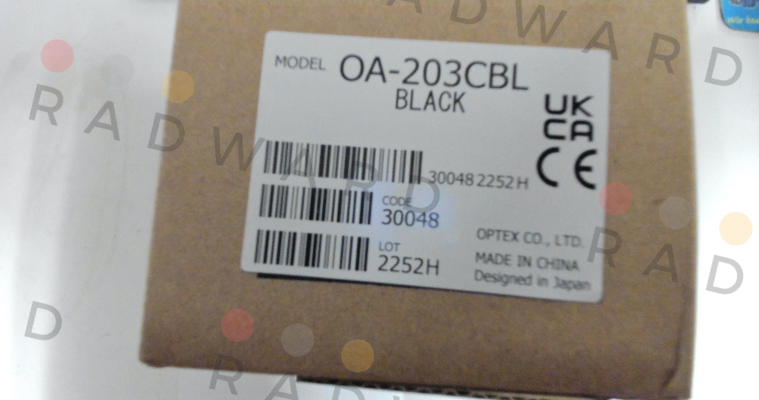 RADWARD
MODEL OA-203CBL
BLACK
UK
CA
CE
30048 2252H
CODE
30048
LOT
2252H
OPTEX CO., LTD.
MADE IN CHINA
Designed in Japan